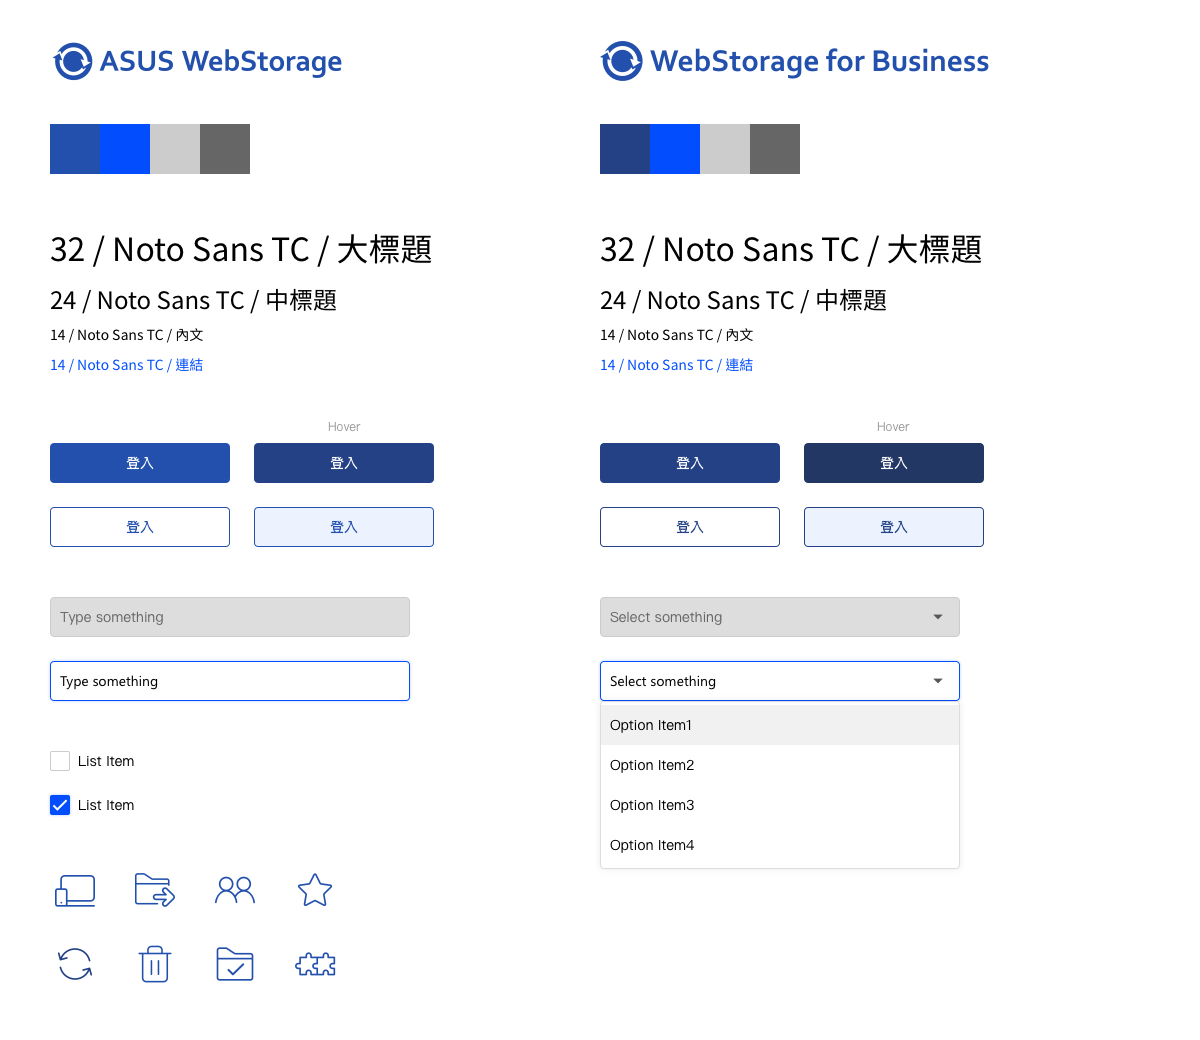 ASUS WebStorage
32 / Noto Sans TC / 大標題
24 / Noto Sans TC / 中標題
14 / Noto Sans TC / 內文
14 / Noto Sans TC / 連結
Hover
登入
登入
登入
登入
Type something
Type something
List Item
List Item
WebStorage for Business
32 / Noto Sans TC / 大標題
24 / Noto Sans TC / 中標題
14 / Noto Sans TC / 內文
14 / Noto Sans TC / 連結
Hover
登入
登入
登入
登入
Select something
Select something
Option Item1
Option Item2
Option Item3
Option Item4